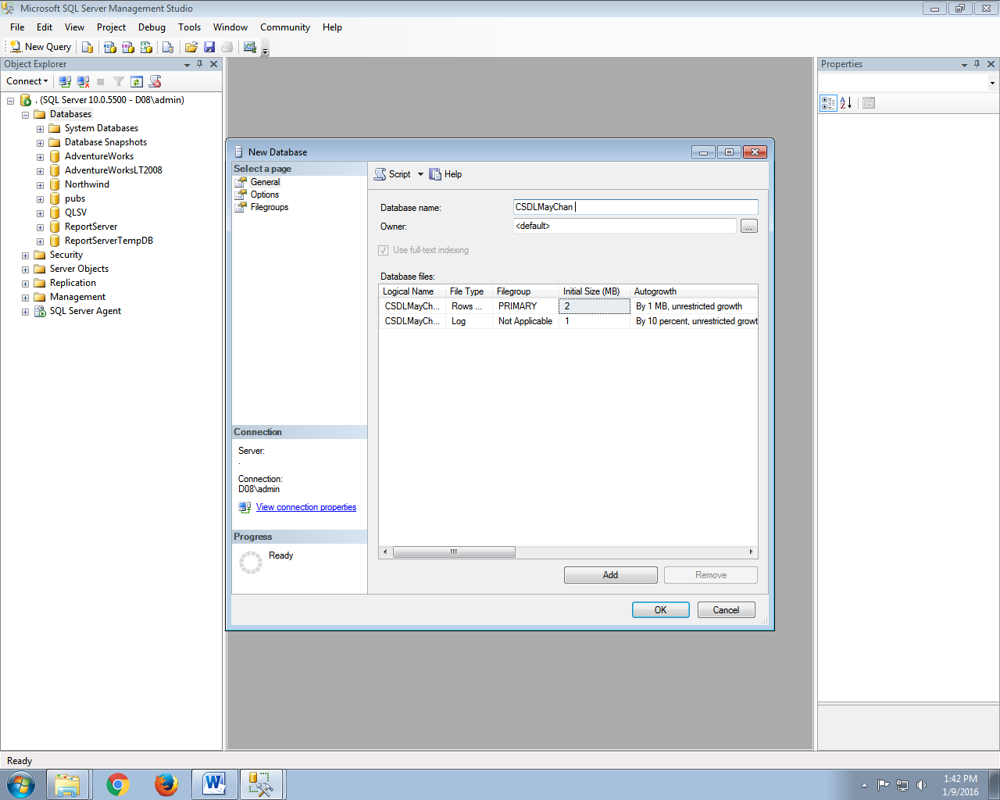 Microsoft SQL Server Management Studio
File Edit View Project Debug Tools Window Community Help
New Query
Object Explorer
Connect
. (SQL Server 10.0.5500 - D08\admin)
Databases
System Databases
Database Snapshots
AdventureWorks
AdventureWorksLT2008
Northwind
pubs
QLSV
ReportServer
ReportServerTempDB
Security
Server Objects
Replication
Management
SQL Server Agent
New Database
Select a page
General
Options
Filegroups
Connection
Server:
.
Connection:
D08\admin
View connection properties
Progress
Ready
Script Help
Database name: CSDLMayChan
Owner: <default> ...
Use full-text indexing
Database files:
Logical Name File Type Filegroup Initial Size (MB) Autogrowth
CSDLMayCh... Rows ... PRIMARY 2 By 1 MB, unrestricted growth
CSDLMayCh... Log Not Applicable 1 By 10 percent, unrestricted growt
Add Remove
OK Cancel
Properties
Ready
1:42 PM
1/9/2016